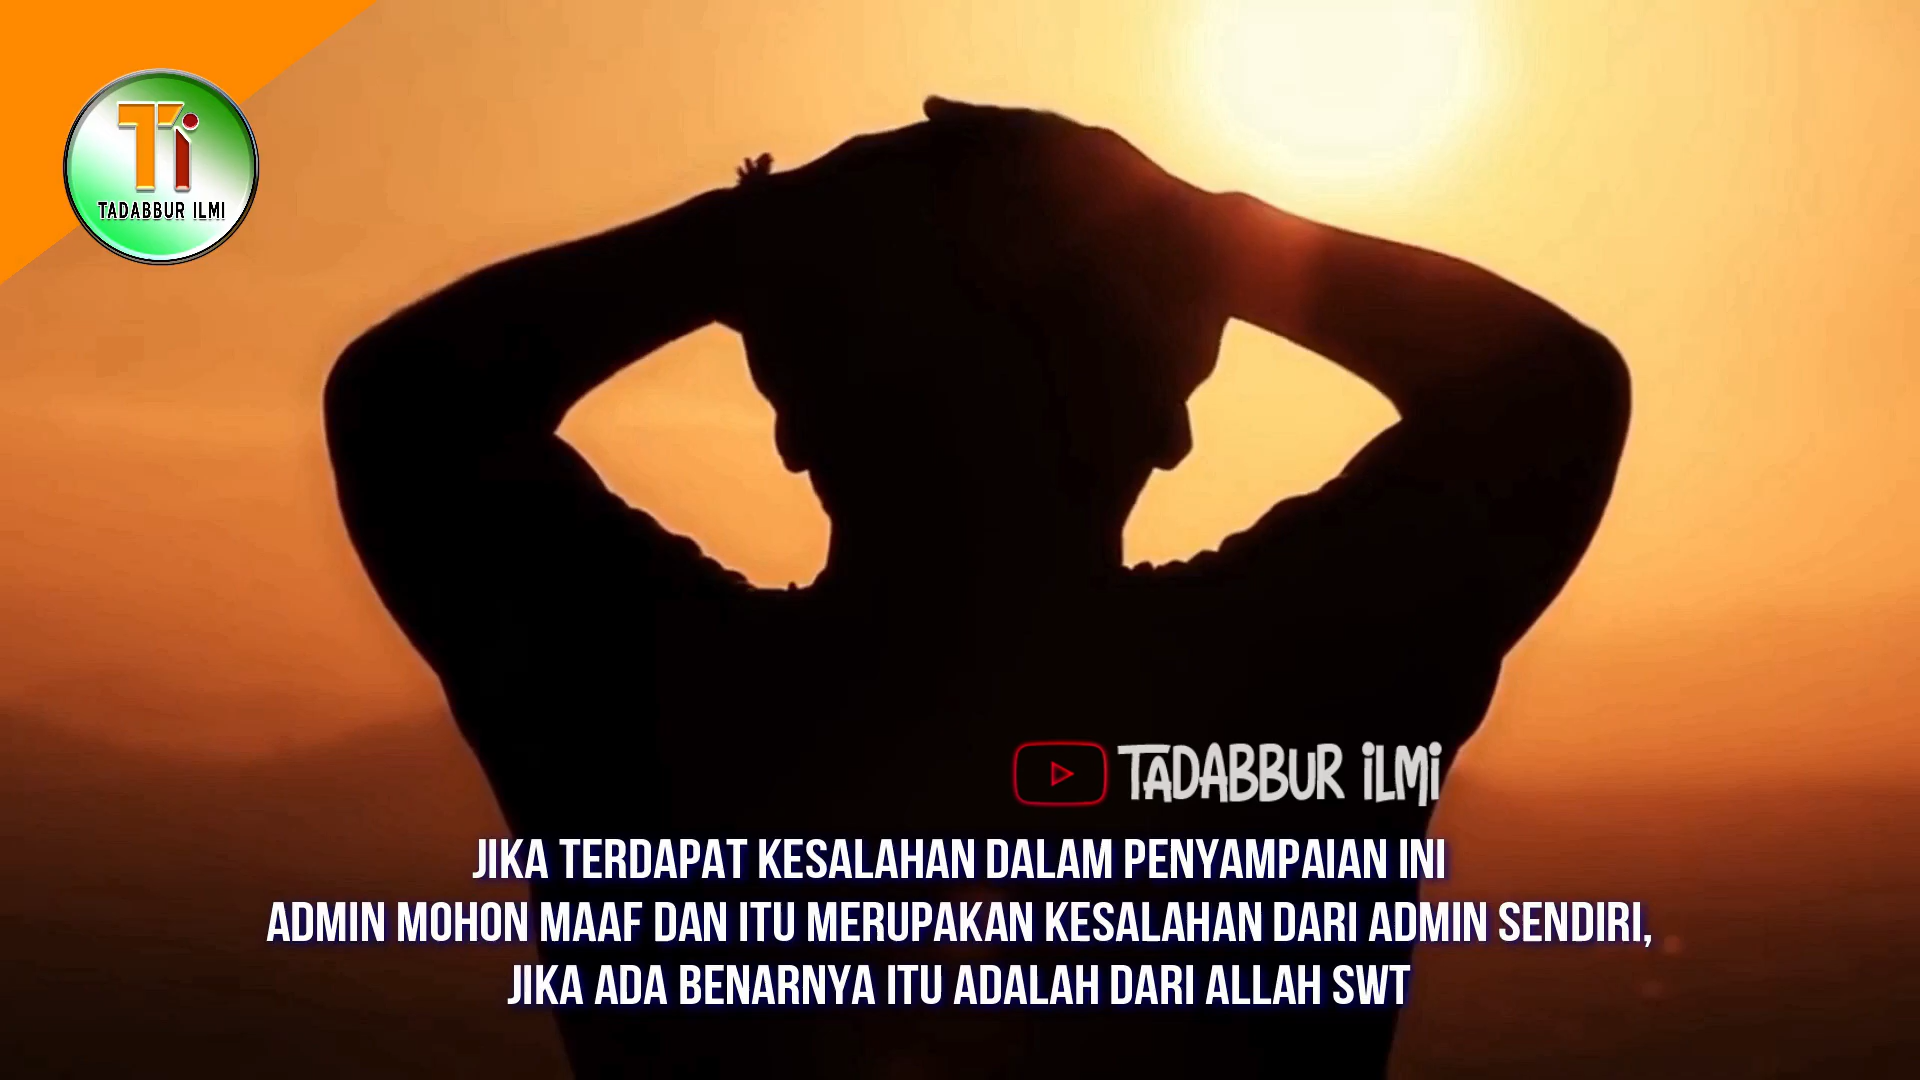 Ti
TADABBUR ILMI
TADABBUR iLMi
JIKA TERDAPAT KESALAHAN DALAM PENYAMPAIAN INI
ADMIN MOHON MAAF DAN ITU MERUPAKAN KESALAHAN DARI ADMIN SENDIRI,
JIKA ADA BENARNYA ITU ADALAH DARI ALLAH SWT